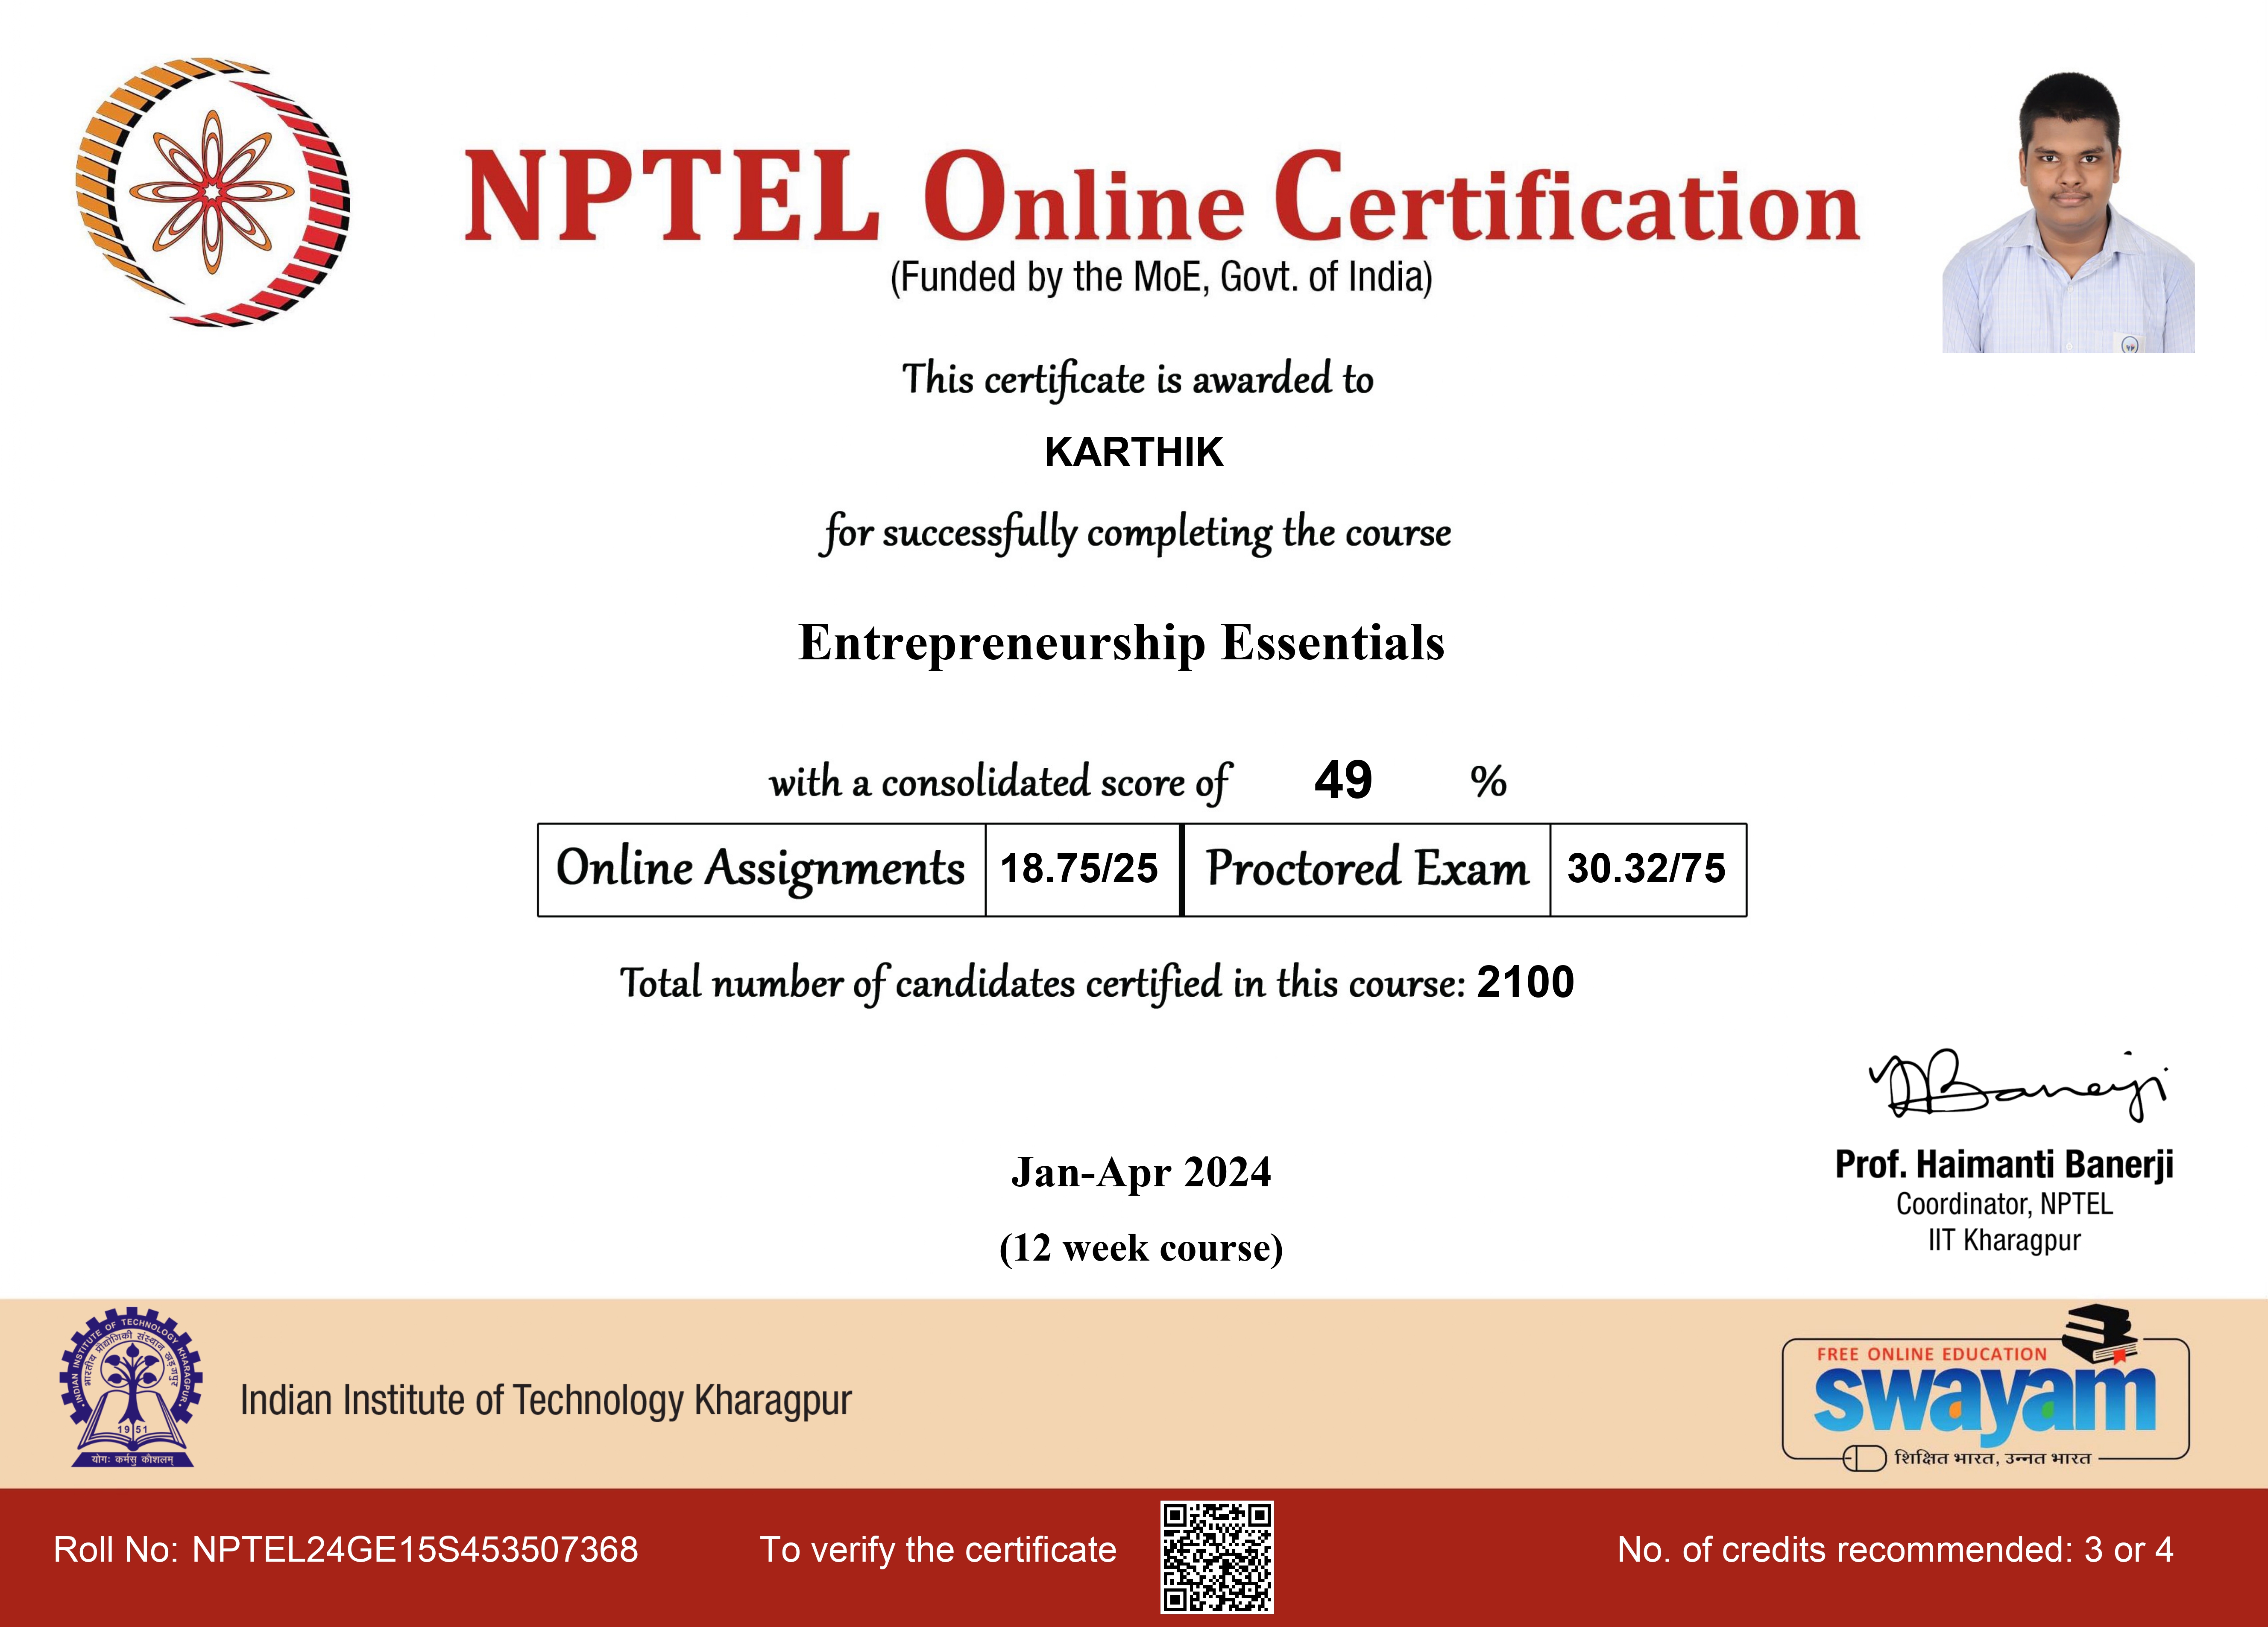 NPTEL Online Certification
(Funded by the MoE, Govt. of India)
This certificate is awarded to
KARTHIK
for successfully completing the course
Entrepreneurship Essentials
with a consolidated score of 49 %
Online Assignments 18.75/25 Proctored Exam 30.32/75
Total number of candidates certified in this course: 2100
Banerji
Jan-Apr 2024
(12 week course)
Prof. Haimanti Banerji
Coordinator, NPTEL
IIT Kharagpur
INDIAN INSTITUTE OF TECHNOLOGY KHARAGPUR
भारतीय प्रौद्योगिकी संस्थान खड़गपुर
1951
योगः कर्मसु कौशलम्
Indian Institute of Technology Kharagpur
FREE ONLINE EDUCATION
swayam
शिक्षित भारत, उन्नत भारत
Roll No: NPTEL24GE15S453507368
To verify the certificate
No. of credits recommended: 3 or 4